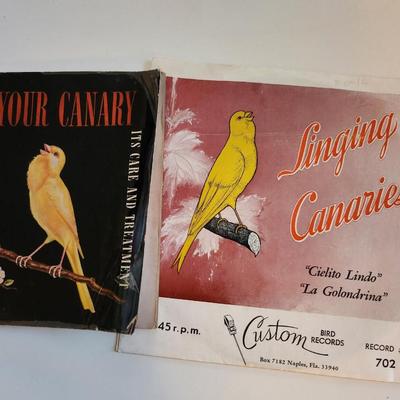 YOUR CANARY
ITS CARE AND TREATMENT
Singing
Canaries
"Cielito Lindo"
"La Golondrina"
45 r.p.m.
Custom
BIRD
RECORDS
Box 7182 Naples, Fla. 33940
RECORD
702